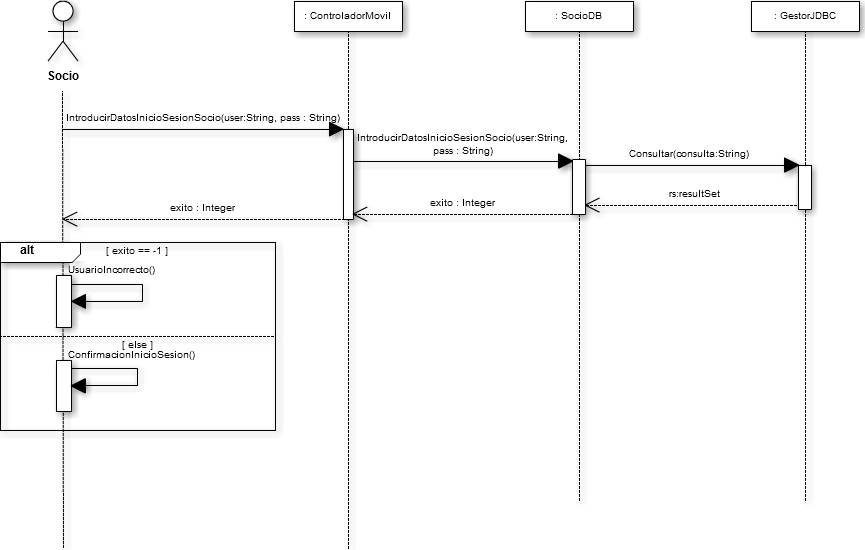 : ControladorMovil
: SocioDB
: GestorJDBC
Socio
IntroducirDatosInicioSesionSocio(user:String, pass : String)
IntroducirDatosInicioSesionSocio(user:String,
pass : String)
Consultar(consulta:String)
rs:resultSet
exito : Integer
exito : Integer
alt
[ exito == -1 ]
UsuarioIncorrecto()
[ else ]
ConfirmacionInicioSesion()